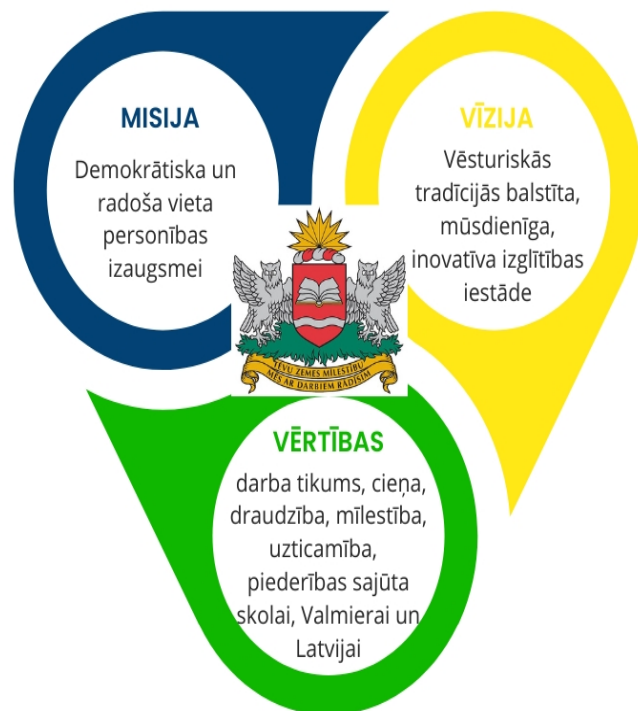 MISIJA
Demokrātiska un
radoša vieta
personības
izaugsmei
VĪZIJA
Vēsturiskās
tradīcijās balstīta,
mūsdienīga,
inovatīva izglītības
iestāde
TĒVU ZEMES MĪLESTĪBU
MĒS AR DARBIEM RĀDĪSIM
VĒRTĪBAS
darba tikums, cieņa,
draudzība, mīlestība,
uzticamība,
piederības sajūta
skolai, Valmierai un
Latvijai